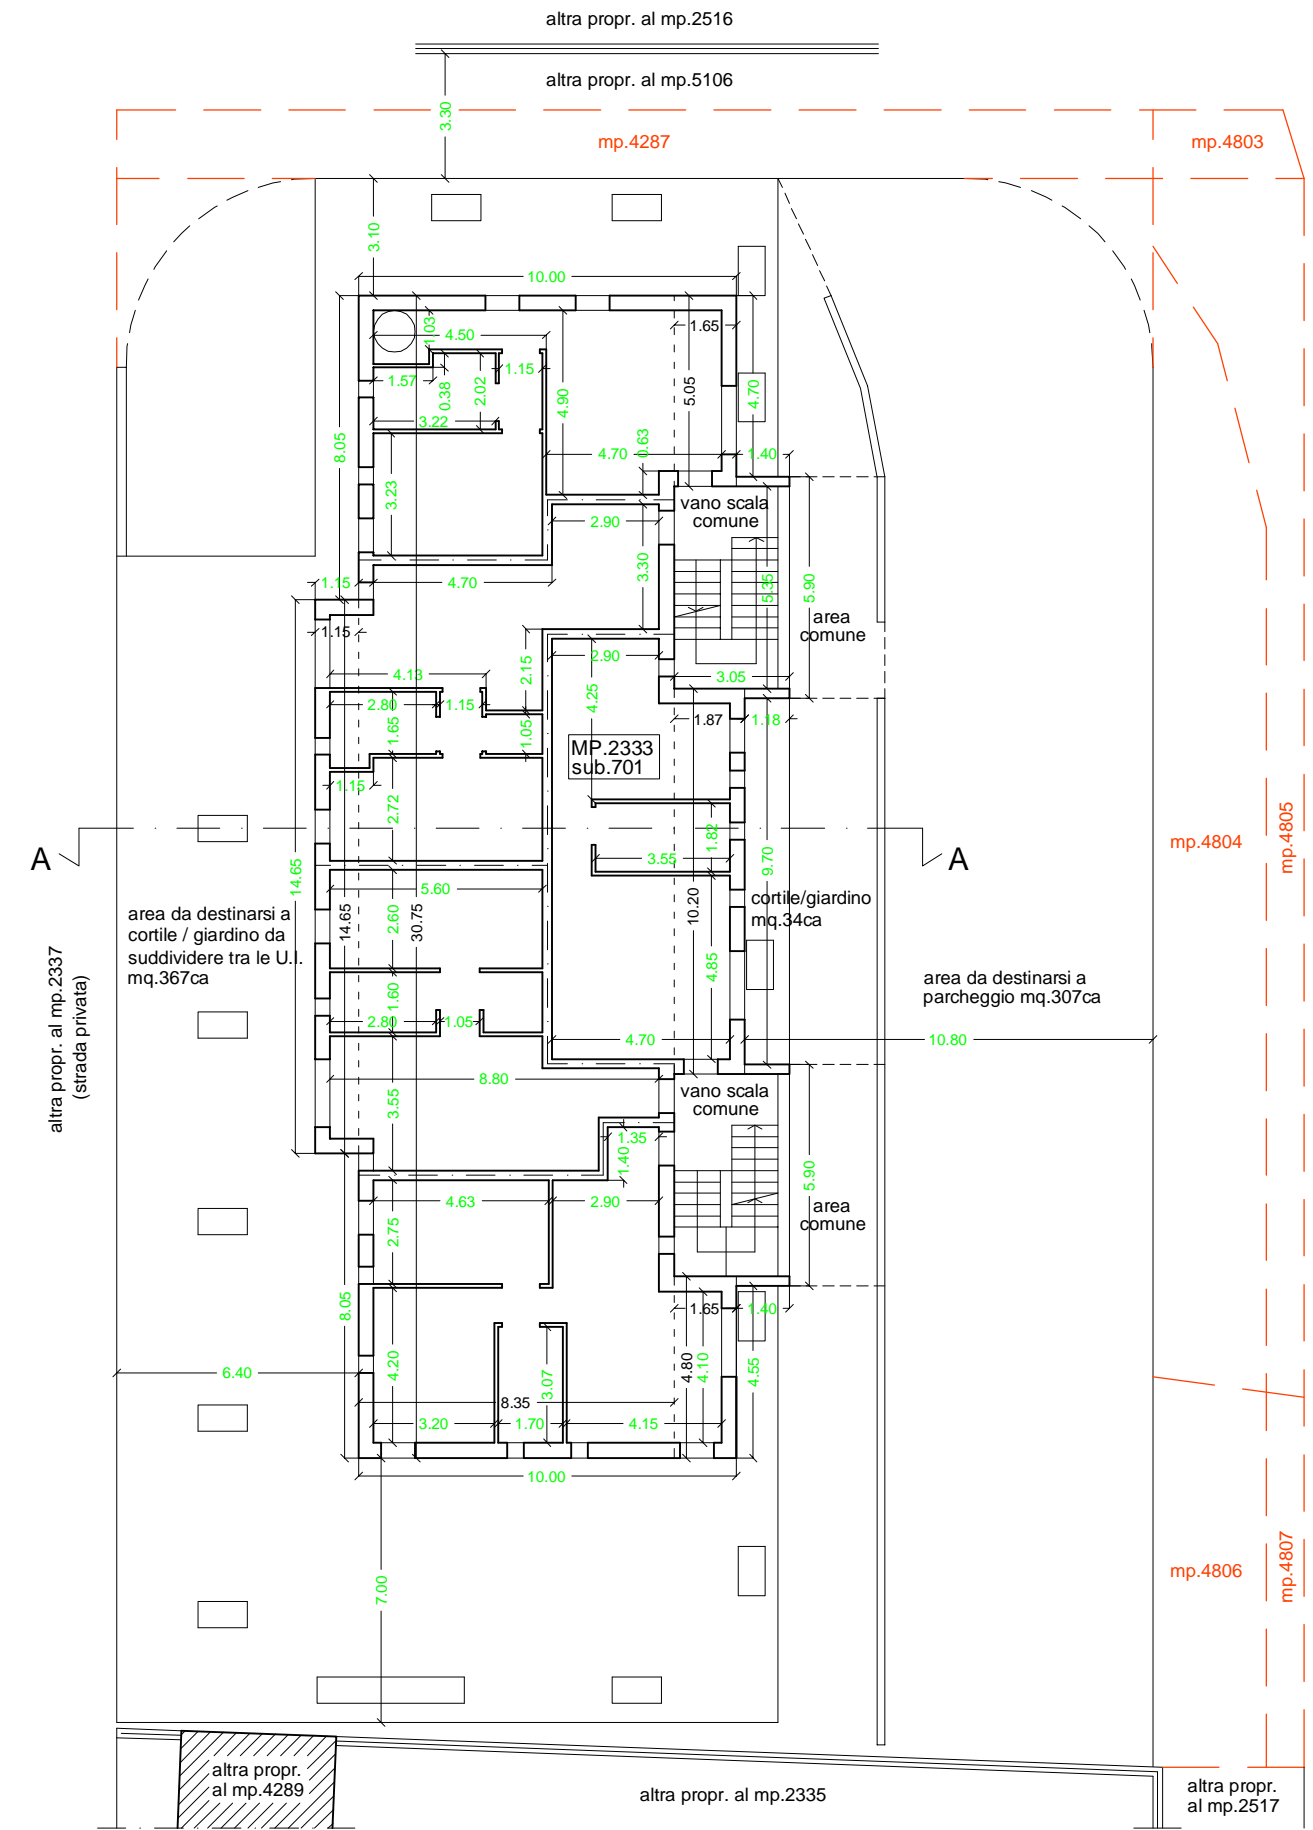 altra propr. al mp.2516
altra propr. al mp.5106
3.30
mp.4287
mp.4803
3.10
10.00
1.03
4.50
1.65
1.15
1.57
0.38
2.02
5.05
4.70
4.90
3.22
8.05
0.63
4.70
1.40
3.23
vano scala
comune
2.90
3.30
5.35
5.90
1.15
4.70
area
comune
1.15
2.90
2.15
4.13
4.25
3.05
2.80
1.15
1.87
1.18
1.65
1.05
MP.2333
sub.701
1.15
2.72
1.82
mp.4804
mp.4805
A
A
3.55
14.65
14.65
30.75
5.60
10.20
9.70
cortile/giardino
mq.34ca
area da destinarsi a
cortile / giardino da
suddividere tra le U.I.
mq.367ca
2.60
4.85
altra propr. al mp.2337
(strada privata)
area da destinarsi a
parcheggio mq.307ca
1.60
2.80
1.05
4.70
10.80
8.80
vano scala
comune
3.55
1.35
1.40
5.90
4.63
2.90
area
comune
2.75
8.05
1.65
1.40
6.40
4.20
4.80
4.10
4.55
3.07
8.35
3.20
1.70
4.15
10.00
7.00
mp.4806
mp.4807
altra propr.
al mp.4289
altra propr. al mp.2335
altra propr.
al mp.2517